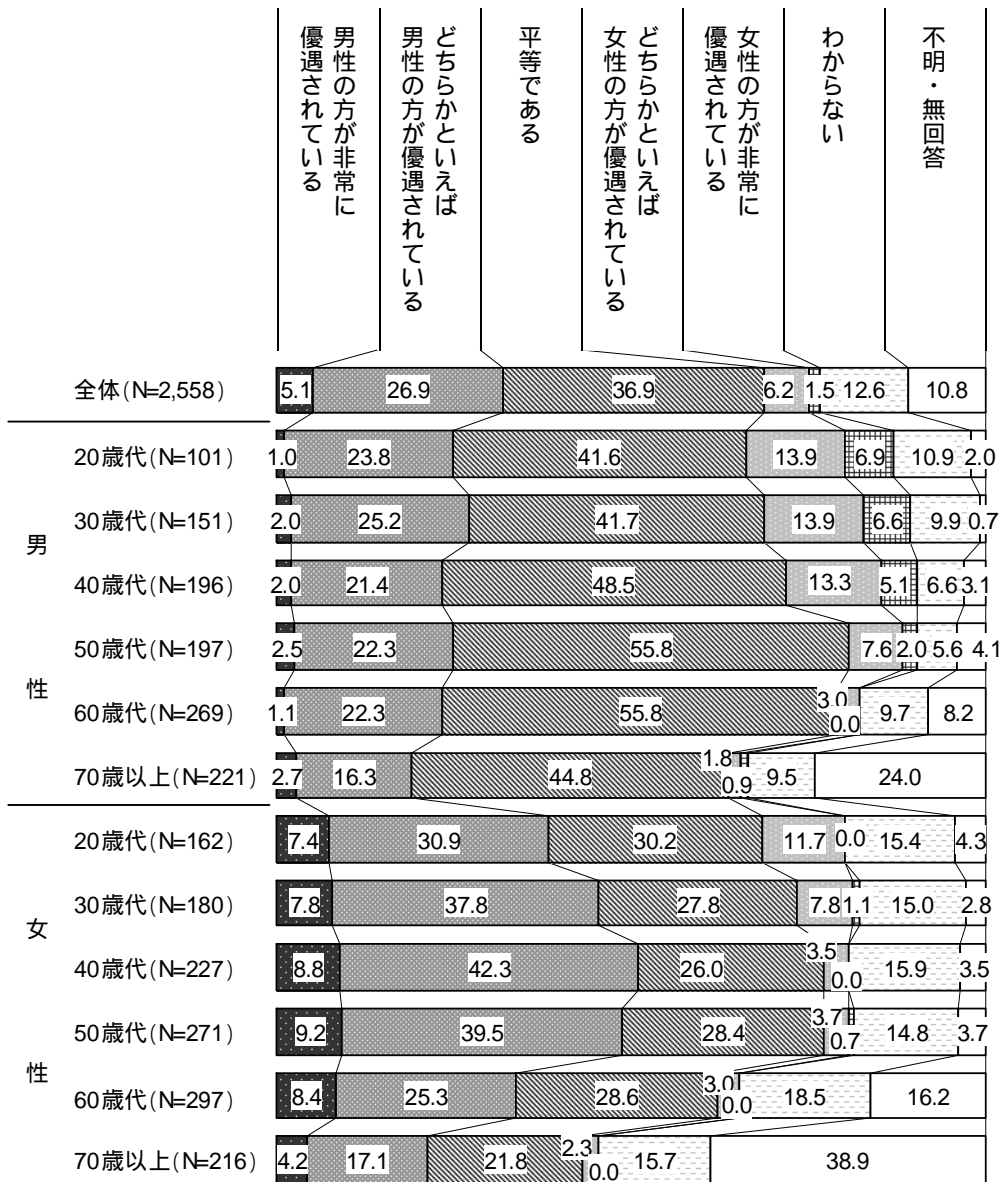 男性の方が非常に
優遇されている
どちらかといえば
男性の方が優遇されている
平等である
どちらかといえば
女性の方が優遇されている
女性の方が非常に
優遇されている
わからない
不明・無回答
全体(N=2,558) 5.1 26.9 36.9 6.2 1.5 12.6 10.8
男性
20歳代(N=101) 1.0 23.8 41.6 13.9 6.9 10.9 2.0
30歳代(N=151) 2.0 25.2 41.7 13.9 6.6 9.9 0.7
40歳代(N=196) 2.0 21.4 48.5 13.3 5.1 6.6 3.1
50歳代(N=197) 2.5 22.3 55.8 7.6 2.0 5.6 4.1
60歳代(N=269) 1.1 22.3 55.8 3.0 0.0 9.7 8.2
70歳以上(N=221) 2.7 16.3 44.8 1.8 0.9 9.5 24.0
女性
20歳代(N=162) 7.4 30.9 30.2 11.7 0.0 15.4 4.3
30歳代(N=180) 7.8 37.8 27.8 7.8 1.1 15.0 2.8
40歳代(N=227) 8.8 42.3 26.0 3.5 0.0 15.9 3.5
50歳代(N=271) 9.2 39.5 28.4 3.7 0.7 14.8 3.7
60歳代(N=297) 8.4 25.3 28.6 3.0 0.0 18.5 16.2
70歳以上(N=216) 4.2 17.1 21.8 2.3 0.0 15.7 38.9